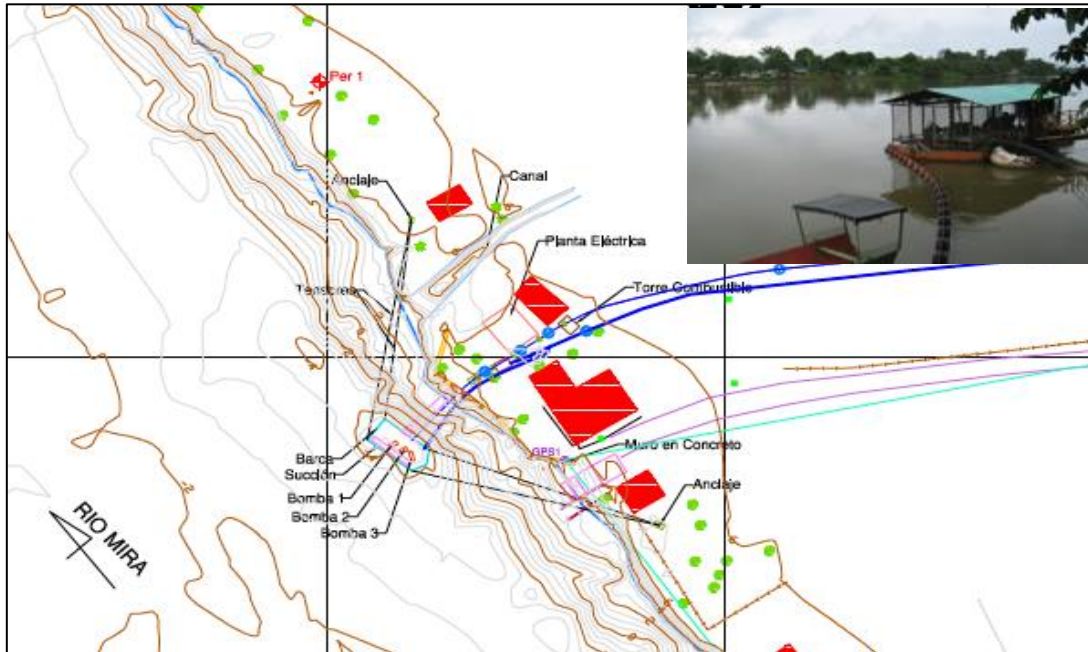 Per 1
Anclaje
Canal
Planta Eléctrica
Tensores
Torre Combustible
Barca
Succión
Bomba 1
Bomba 2
Bomba 3
GPS1
Muro en Concreto
Anclaje
RIO MIRA